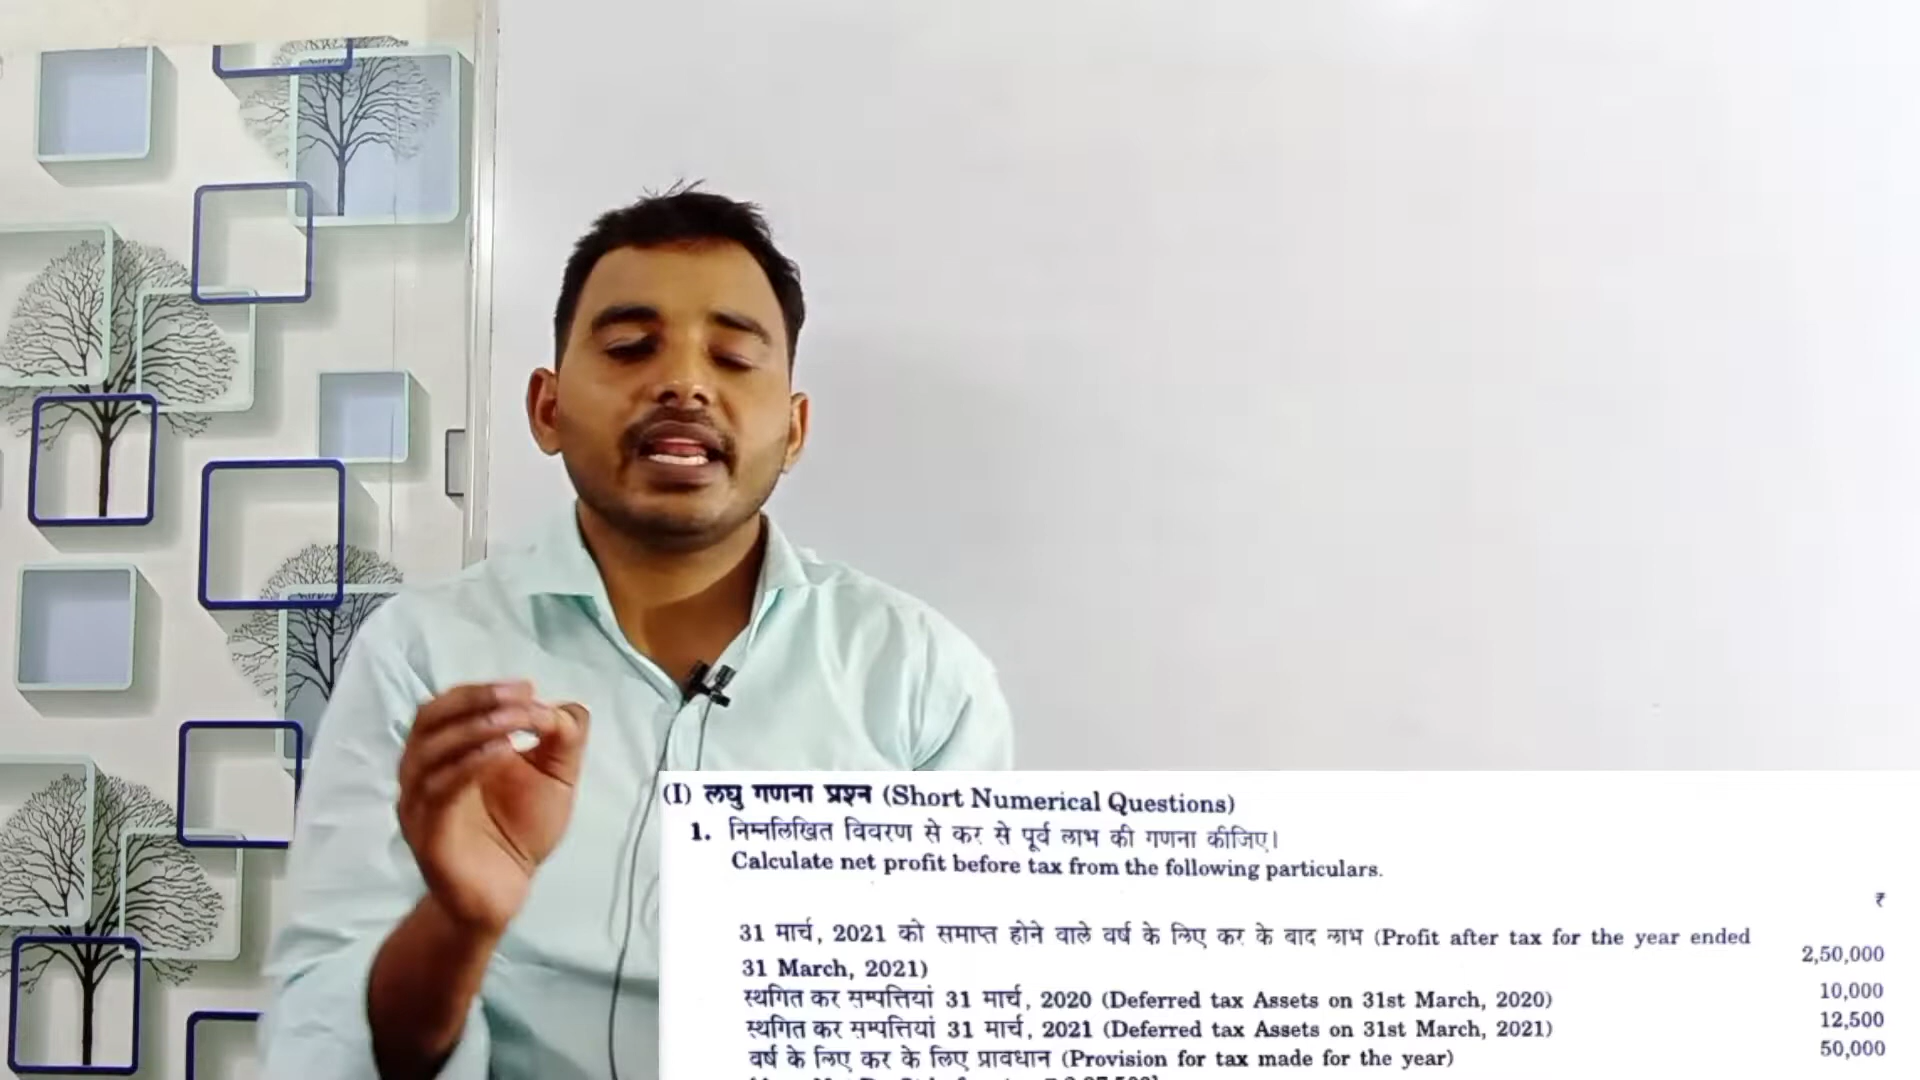 (I) लघु गणना प्रश्न (Short Numerical Questions)
1. निम्नलिखित विवरण से कर से पूर्व लाभ की गणना कीजिए।
Calculate net profit before tax from the following particulars.
₹
31 मार्च, 2021 को समाप्त होने वाले वर्ष के लिए कर के बाद लाभ (Profit after tax for the year ended
31 March, 2021) 2,50,000
स्थगित कर सम्पत्तियां 31 मार्च, 2020 (Deferred tax Assets on 31st March, 2020) 10,000
स्थगित कर सम्पत्तियां 31 मार्च, 2021 (Deferred tax Assets on 31st March, 2021) 12,500
वर्ष के लिए कर के लिए प्रावधान (Provision for tax made for the year) 50,000